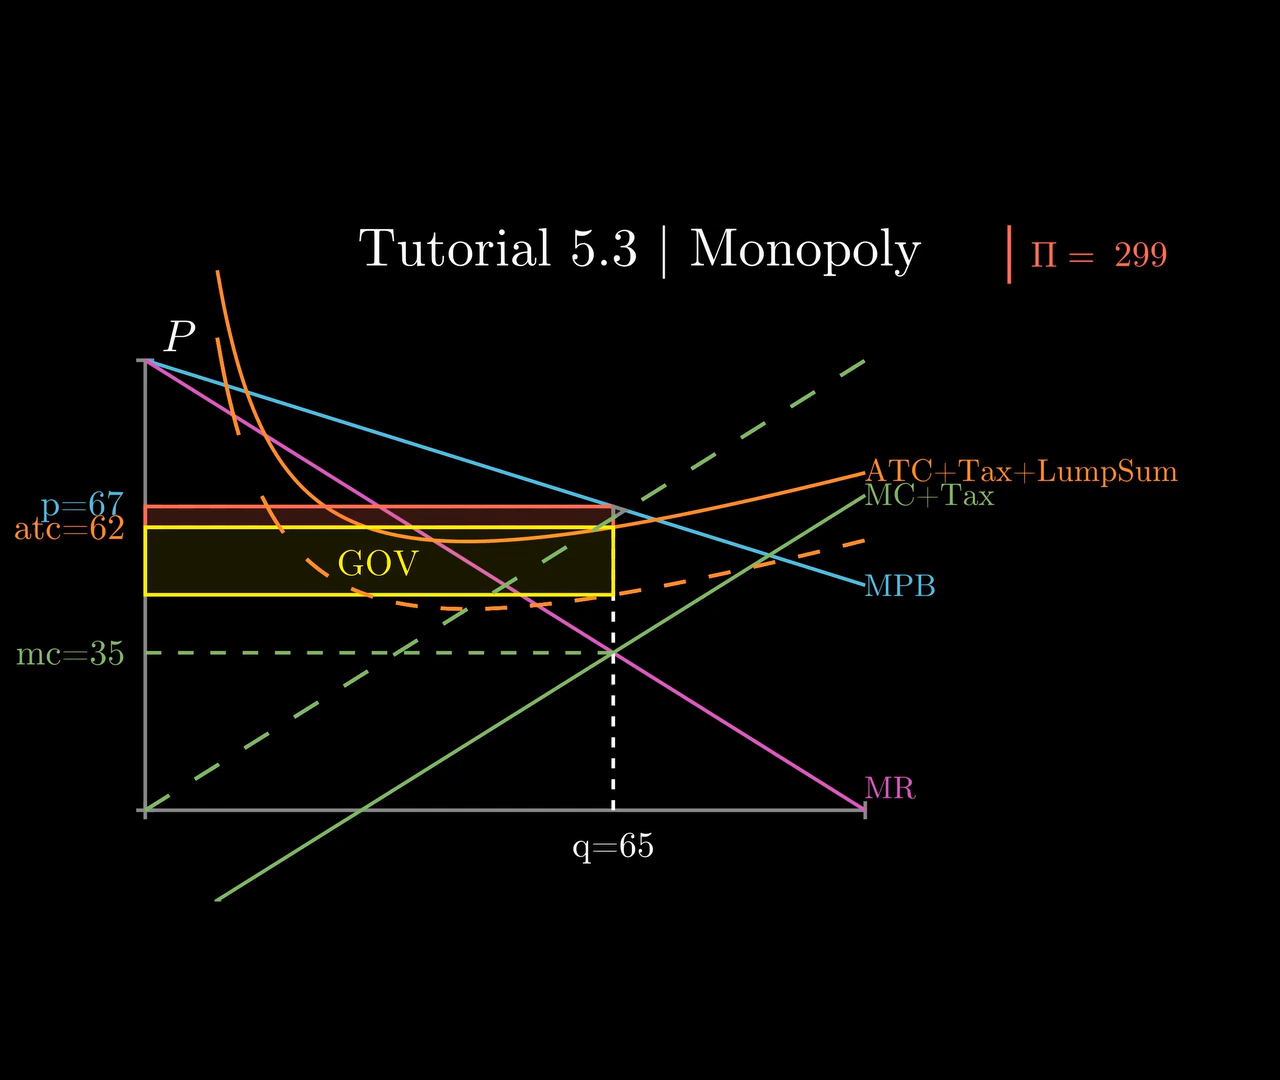 Tutorial 5.3 | Monopoly
Π = 299
P
ATC+Tax+LumpSum
MC+Tax
p=67
atc=62
GOV
MPB
mc=35
MR
q=65